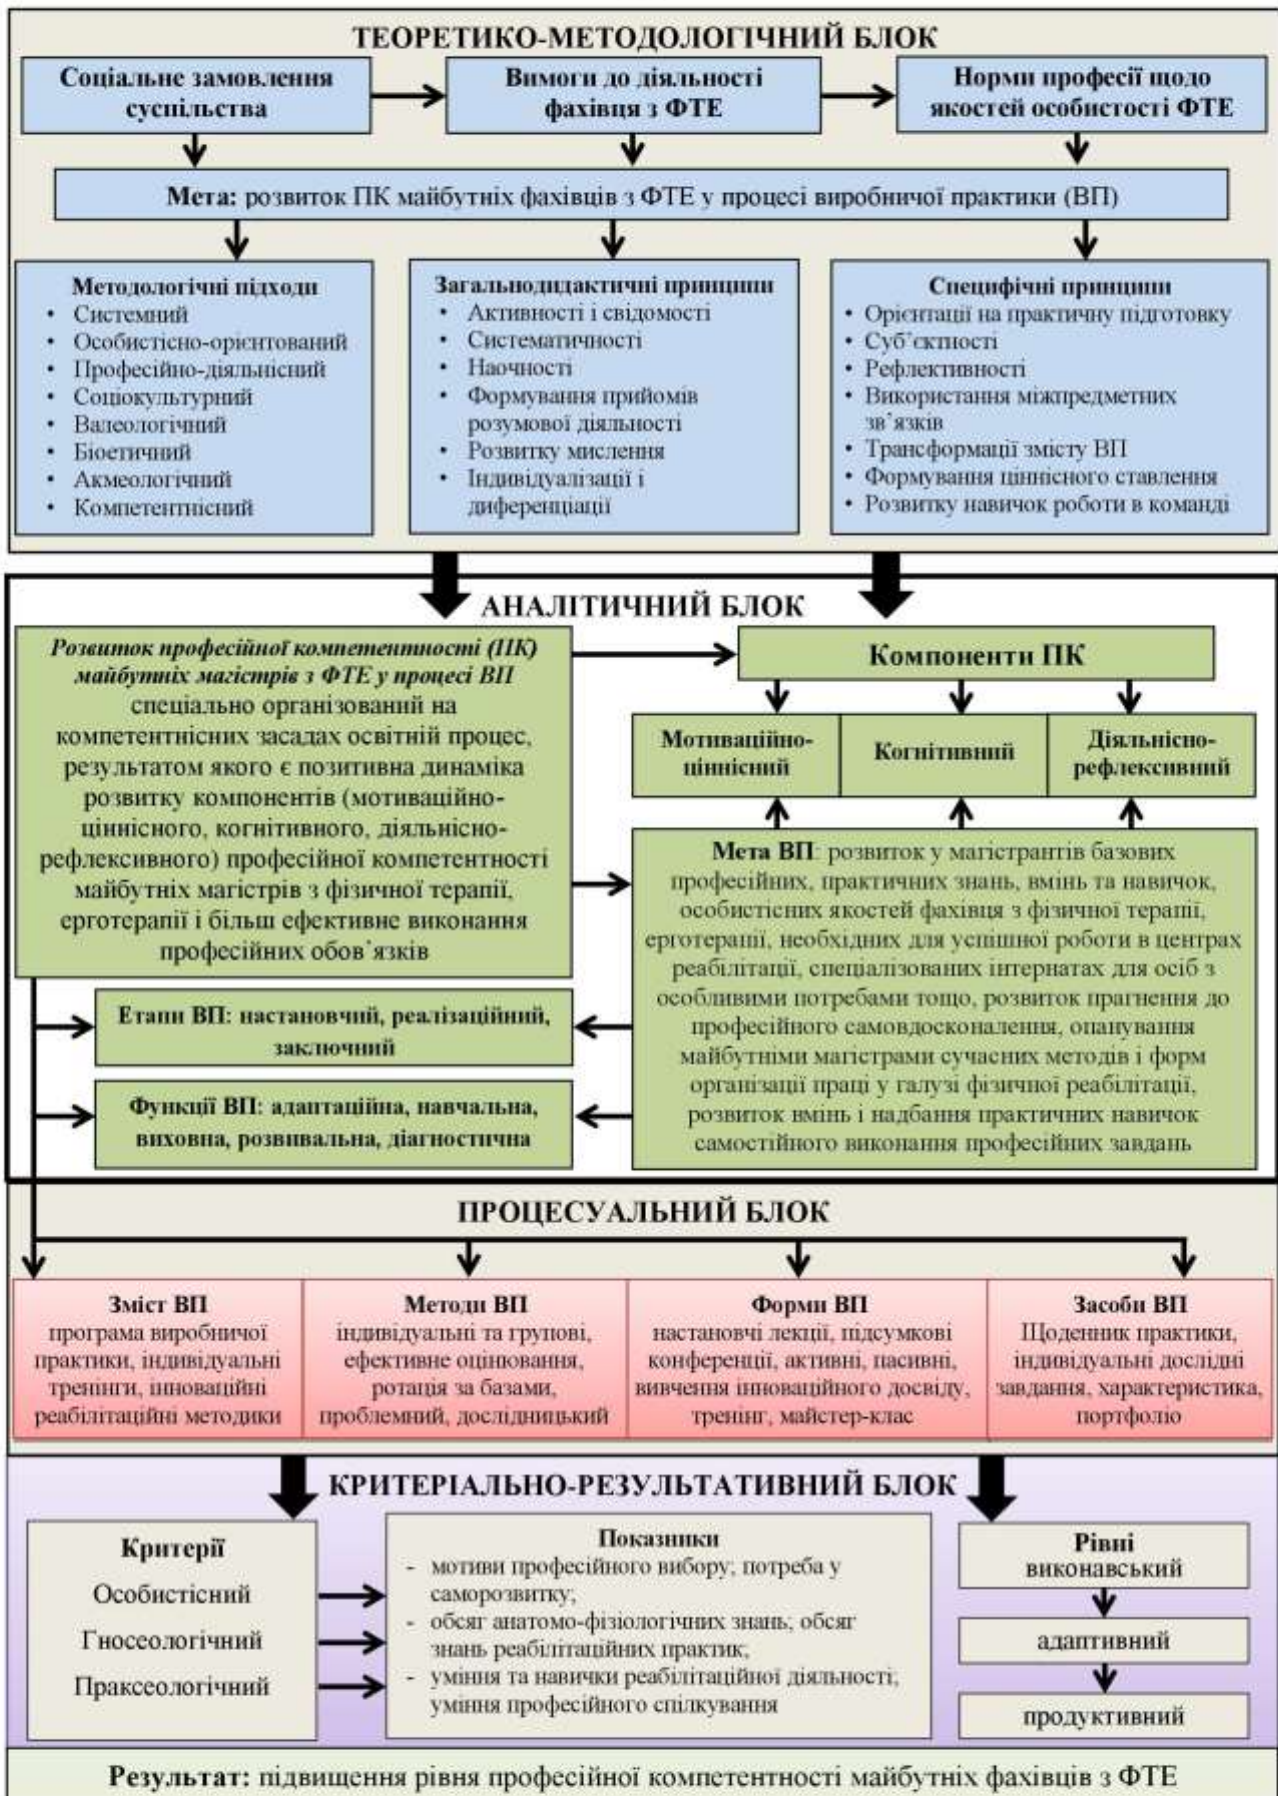 ТЕОРЕТИКО-МЕТОДОЛОГІЧНИЙ БЛОК
Соціальне замовлення
суспільства
Вимоги до діяльності
фахівця з ФТЕ
Норми професії щодо
якостей особистості ФТЕ
Мета: розвиток ПК майбутніх фахівців з ФТЕ у процесі виробничої практики (ВП)
Методологічні підходи
• Системний
• Особистісно-орієнтований
• Професійно-діяльнісний
• Соціокультурний
• Валеологічний
• Біоетичний
• Акмеологічний
• Компетентнісний
Загальнодидактичні принципи
• Активності і свідомості
• Систематичності
• Наочності
• Формування прийомів
розумової діяльності
• Розвитку мислення
• Індивідуалізації і
диференціації
Специфічні принципи
• Орієнтації на практичну підготовку
• Суб’єктності
• Рефлективності
• Використання міжпредметних
зв’язків
• Трансформації змісту ВП
• Формування ціннісного ставлення
• Розвитку навичок роботи в команді
АНАЛІТИЧНИЙ БЛОК
Розвиток професійної компетентності (ПК)
майбутніх магістрів з ФТЕ у процесі ВП
спеціально організований на
компетентнісних засадах освітній процес,
результатом якого є позитивна динаміка
розвитку компонентів (мотиваційно-
ціннісного, когнітивного, діяльнісно-
рефлексивного) професійної компетентності
майбутніх магістрів з фізичної терапії,
ерготерапії і більш ефективне виконання
професійних обов’язків
Компоненти ПК
Мотиваційно-
ціннісний
Когнітивний
Діяльнісно-
рефлексивний
Мета ВП: розвиток у магістрантів базових
професійних, практичних знань, вмінь та навичок,
особистісних якостей фахівця з фізичної терапії,
ерготерапії, необхідних для успішної роботи в центрах
реабілітації, спеціалізованих інтернатах для осіб з
особливими потребами тощо, розвиток прагнення до
професійного самовдосконалення, опанування
майбутніми магістрами сучасних методів і форм
організації праці у галузі фізичної реабілітації,
розвиток вмінь і надбання практичних навичок
самостійного виконання професійних завдань
Етапи ВП: настановчий, реалізаційний,
заключний
Функції ВП: адаптаційна, навчальна,
виховна, розвивальна, діагностична
ПРОЦЕСУАЛЬНИЙ БЛОК
Зміст ВП
програма виробничої
практики, індивідуальні
тренінги, інноваційні
реабілітаційні методики
Методи ВП
індивідуальні та групові,
ефективне оцінювання,
ротація за базами,
проблемний, дослідницький
Форми ВП
настановчі лекції, підсумкові
конференції, активні, пасивні,
вивчення інноваційного досвіду,
тренінг, майстер-клас
Засоби ВП
Щоденник практики,
індивідуальні дослідні
завдання, характеристика,
портфоліо
КРИТЕРІАЛЬНО-РЕЗУЛЬТАТИВНИЙ БЛОК
Критерії
Особистісний
Гносеологічний
Праксеологічний
Показники
- мотиви професійного вибору; потреба у
саморозвитку;
- обсяг анатомо-фізіологічних знань; обсяг
знань реабілітаційних практик;
- уміння та навички реабілітаційної діяльності;
уміння професійного спілкування
Рівні
виконавський
адаптивний
продуктивний
Результат: підвищення рівня професійної компетентності майбутніх фахівців з ФТЕ